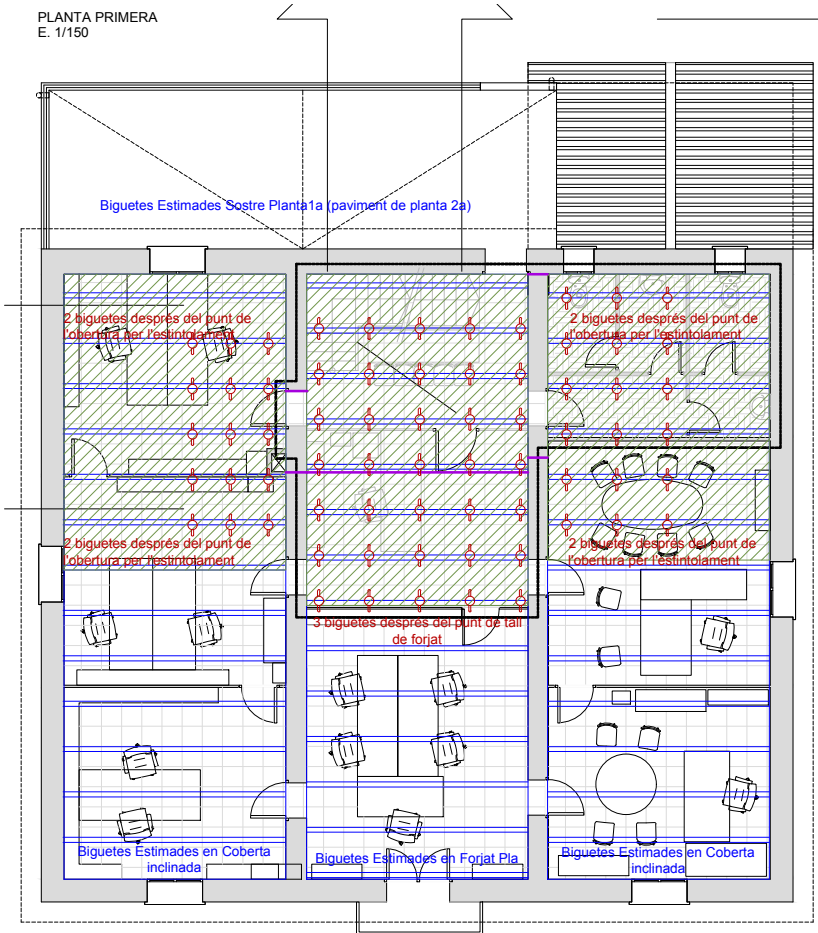 PLANTA PRIMERA
E. 1/150
Biguetes Estimades Sostre Planta1a (paviment de planta 2a)
2 biguetes després del punt de
l'obertura per l'estintolament
2 biguetes després del punt de
l'obertura per l'estintolament
2 biguetes després del punt de
l'obertura per l'estintolament
2 biguetes després del punt de
l'obertura per l'estintolament
3 biguetes després del punt de tall
de forjat
Biguetes Estimades en Coberta
inclinada
Biguetes Estimades en Forjat Pla
Biguetes Estimades en Coberta
inclinada